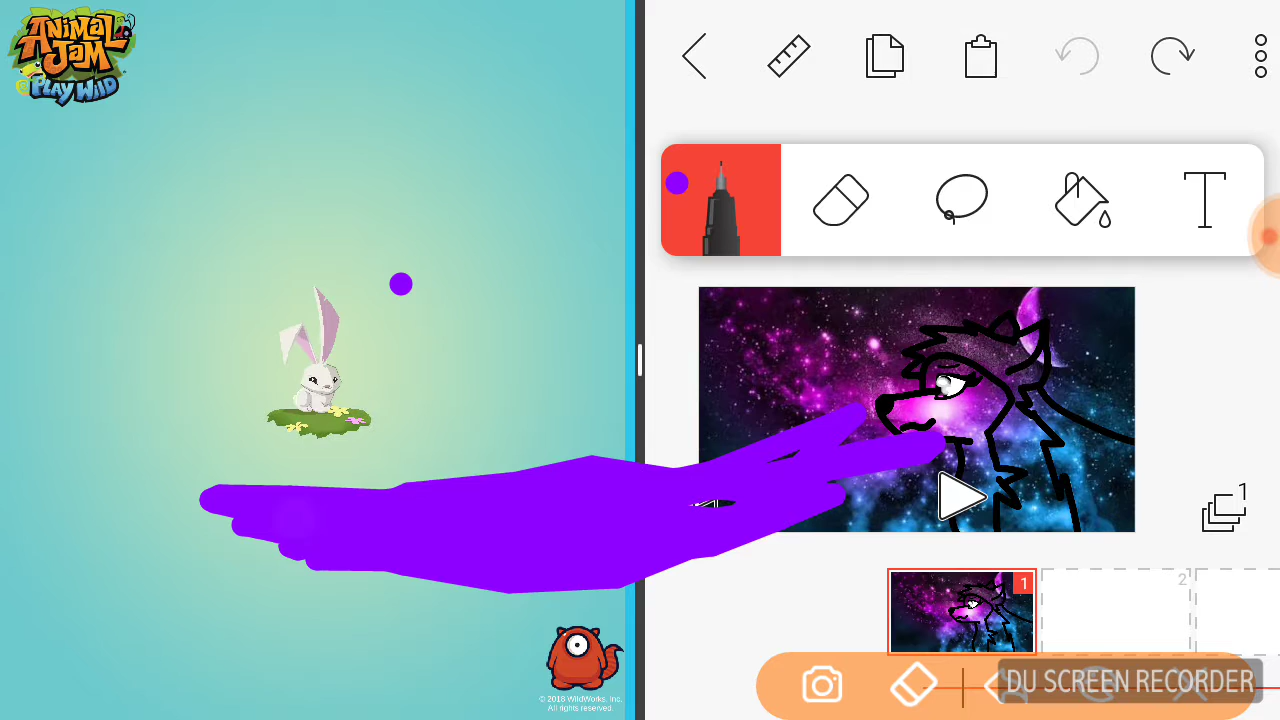 ANIMAL
JAM
PLAY WILD
T
1
1
2
DU SCREEN RECORDER
© 2018 WildWorks, Inc.
All rights reserved.